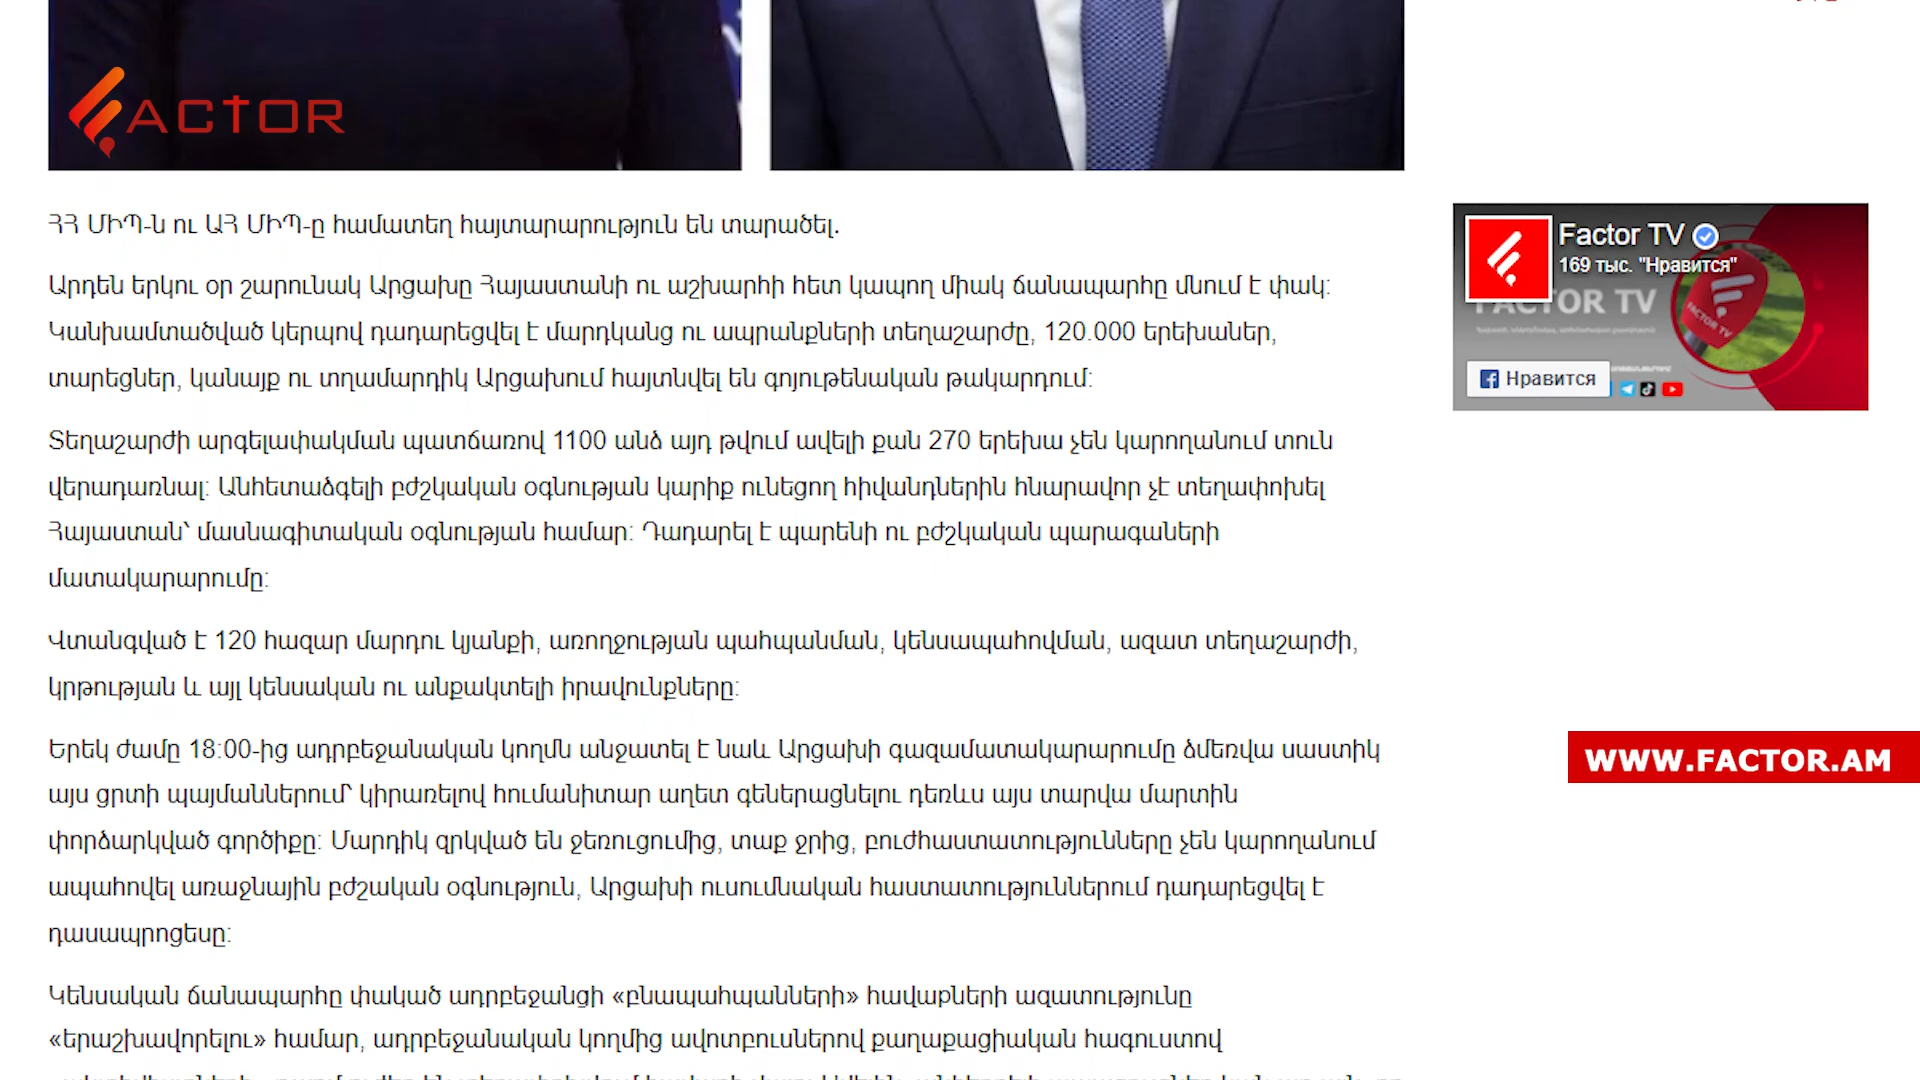 FACTOR
ՀՀ ՄԻՊ-ն ու ԱՀ ՄԻՊ-ը համատեղ հայտարարություն են տարածել.
Արդեն երկու օր շարունակ Արցախը Հայաստանի ու աշխարհի հետ կապող միակ ճանապարհը մնում է փակ:
Կանխամտածված կերպով դադարեցվել է մարդկանց ու ապրանքների տեղաշարժը, 120.000 երեխաներ,
տարեցներ, կանայք ու տղամարդիկ Արցախում հայտնվել են գոյութենական թակարդում:
Տեղաշարժի արգելափակման պատճառով 1100 անձ այդ թվում ավելի քան 270 երեխա չեն կարողանում տուն
վերադառնալ: Անհետաձգելի բժշկական օգնության կարիք ունեցող հիվանդներին հնարավոր չէ տեղափոխել
Հայաստան՝ մասնագիտական օգնության համար: Դադարել է պարենի ու բժշկական պարագաների
մատակարարումը:
Վտանգված է 120 հազար մարդու կյանքի, առողջության պահպանման, կենսապահովման, ազատ տեղաշարժի,
կրթության և այլ կենսական ու անքակտելի իրավունքները:
Երեկ ժամը 18:00-ից ադրբեջանական կողմն անջատել է նաև Արցախի գազամատակարարումը ձմեռվա սաստիկ
այս ցրտի պայմաններում՝ կիրառելով հումանիտար աղետ գեներացնելու դեռևս այս տարվա մարտին
փորձարկված գործիքը: Մարդիկ զրկված են ջեռուցումից, տաք ջրից, բուժհաստատությունները չեն կարողանում
ապահովել առաջնային բժշական օգնություն, Արցախի ուսումնական հաստատություններում դադարեցվել է
դասապրոցեսը:
Կենսական ճանապարհը փակած ադրբեջանցի «բնապահպանների» հավաքների ազատությունը
«երաշխավորելու» համար, ադրբեջանական կողմից ավտոբուսներով քաղաքացիական հագուստով
Factor TV
169 тыс. "Нравится"
FACTOR TV
FACTOR TV
Нравится
WWW.FACTOR.AM